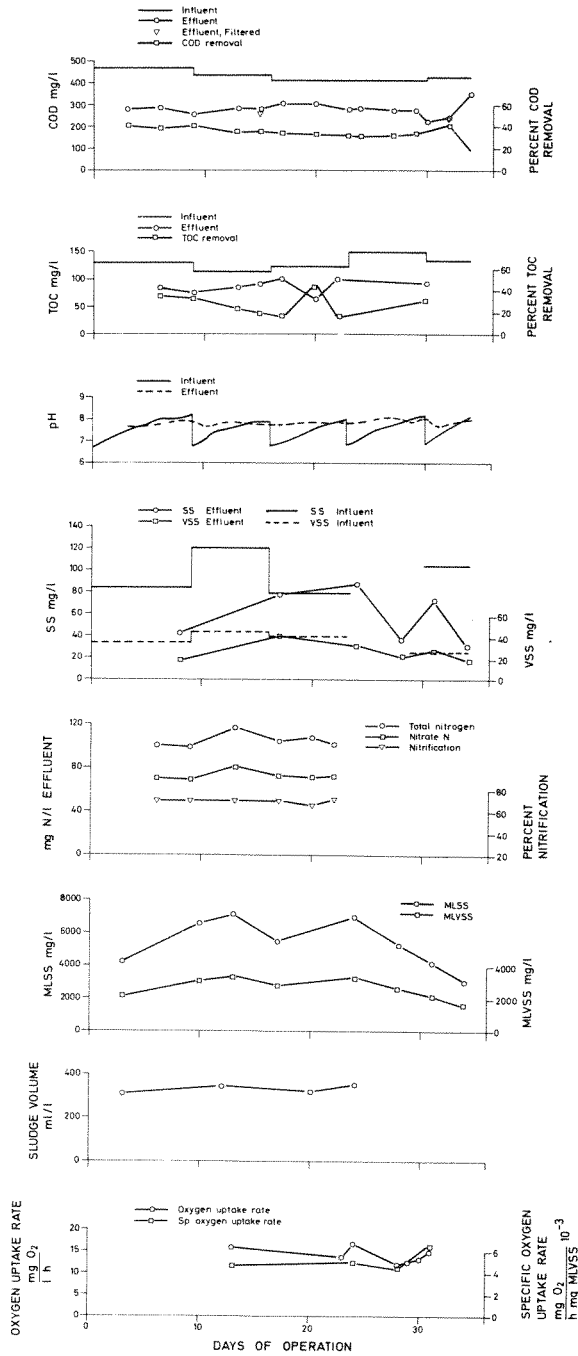 Influent
Effluent
Effluent, Filtered
COD removal
COD mg/l
500
400
300
200
100
0
60
40
20
0
PERCENT COD
REMOVAL
Influent
Effluent
TOC removal
TOC mg/l
150
100
50
0
60
40
20
0
PERCENT TOC
REMOVAL
Influent
Effluent
pH
9
8
7
6
SS Effluent
VSS Effluent
SS Influent
VSS Influent
SS mg/l
140
120
100
80
60
40
20
0
60
40
20
0
VSS mg/l
Total nitrogen
Nitrate N
Nitrification
mg N/l EFFLUENT
120
80
40
0
80
60
40
20
PERCENT
NITRIFICATION
MLSS
MLVSS
MLSS mg/l
8000
6000
4000
2000
0
4000
2000
0
MLVSS mg/l
SLUDGE VOLUME
ml/l
400
200
0
Oxygen uptake rate
Sp oxygen uptake rate
OXYGEN UPTAKE RATE
mg O2
l h
20
15
10
5
0
6
4
2
0
SPECIFIC OXYGEN
UPTAKE RATE
mg O2
h mg MLVSS 10-3
0
10
20
30
DAYS OF OPERATION